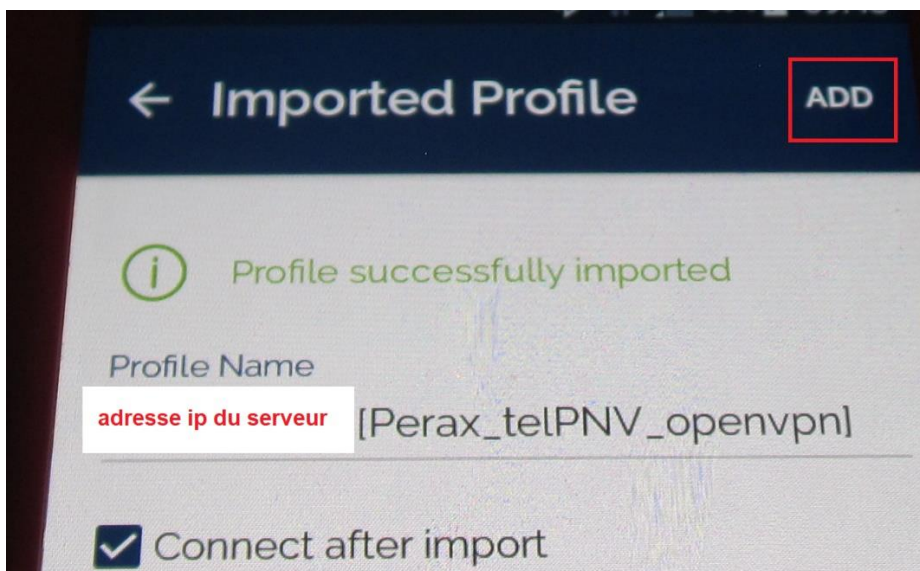 Imported Profile
ADD
Profile successfully imported
Profile Name
adresse ip du serveur [Perax_telPNV_openvpn]
Connect after import